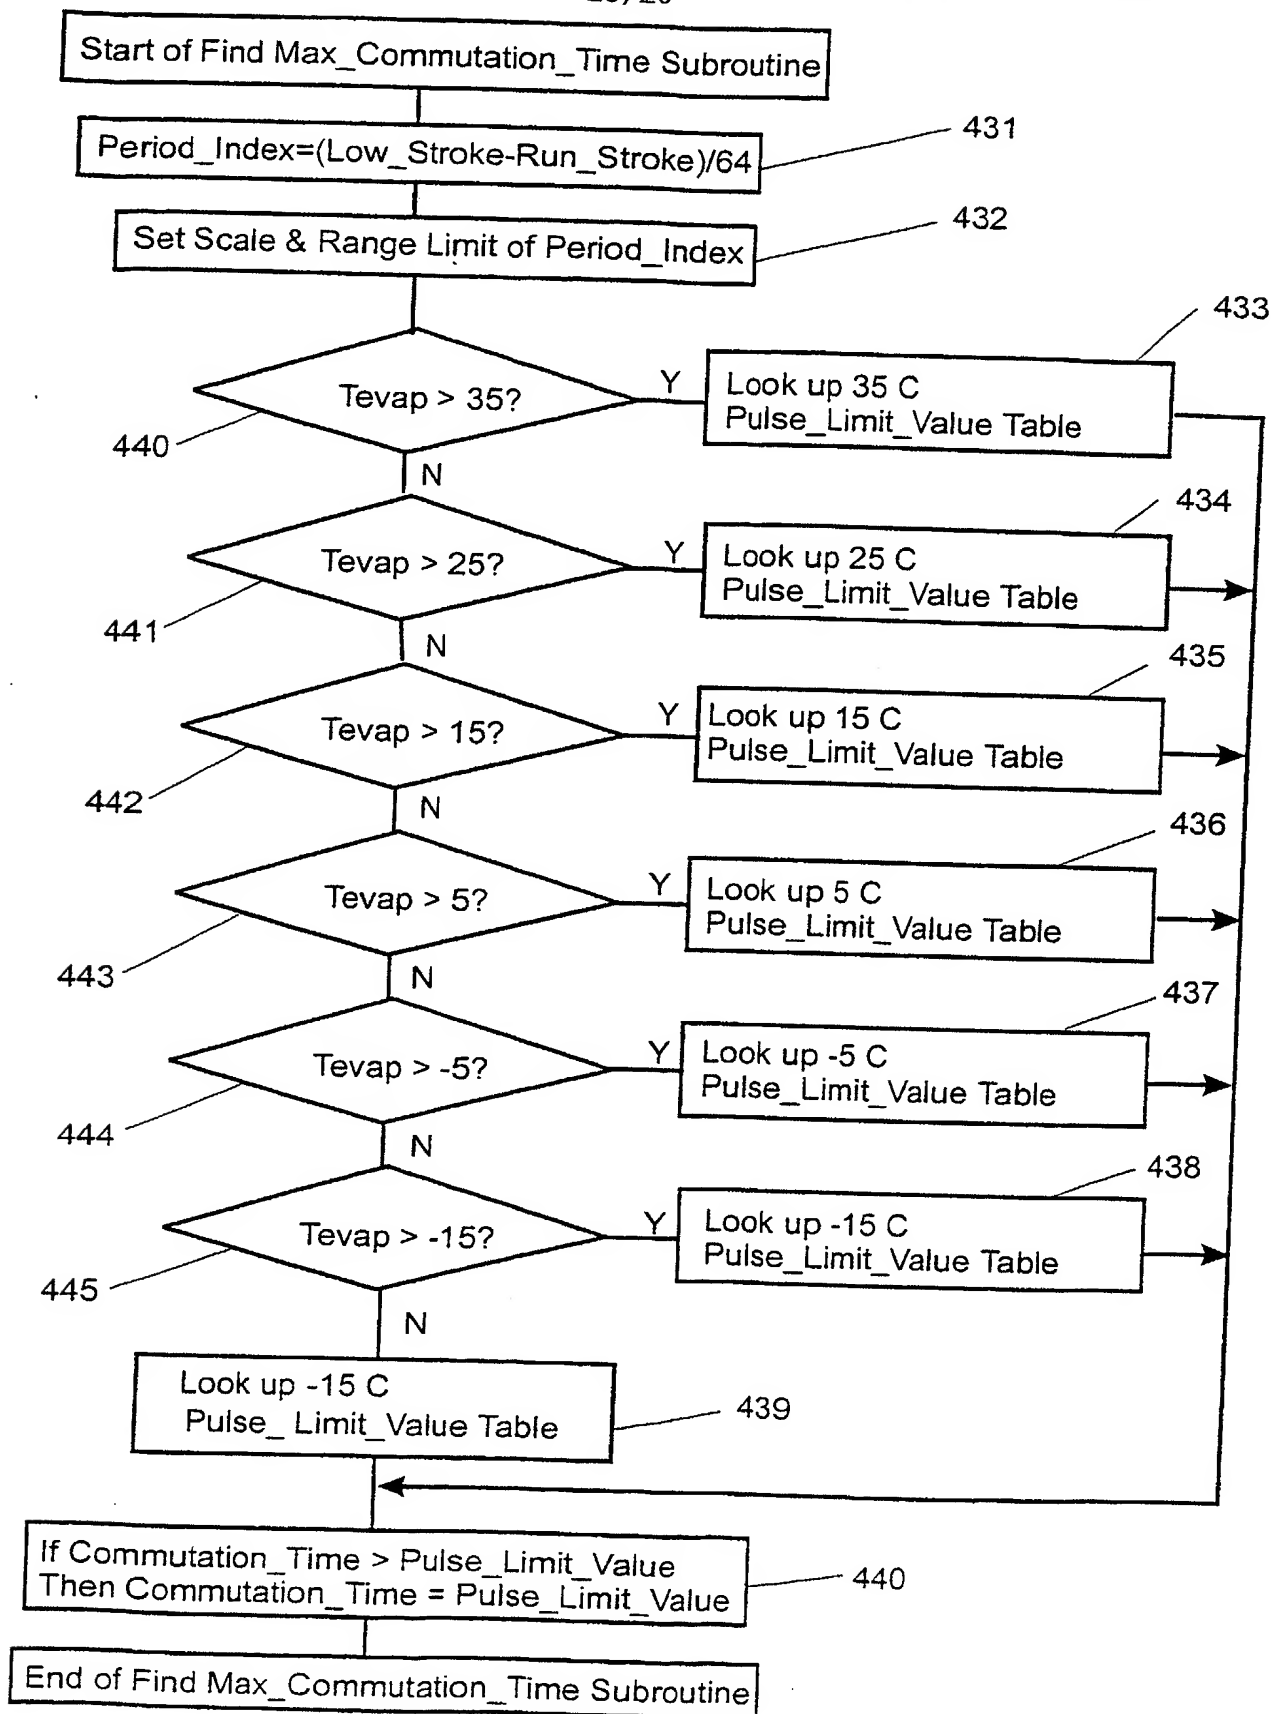 Start of Find Max_Commutation_Time Subroutine
431
Period_Index=(Low_Stroke-Run_Stroke)/64
432
Set Scale & Range Limit of Period_Index
433
Tevap > 35?
Y
Look up 35 C
Pulse_Limit_Value Table
440
N
434
Tevap > 25?
Y
Look up 25 C
Pulse_Limit_Value Table
441
N
435
Tevap > 15?
Y
Look up 15 C
Pulse_Limit_Value Table
442
N
436
Tevap > 5?
Y
Look up 5 C
Pulse_Limit_Value Table
443
N
437
Tevap > -5?
Y
Look up -5 C
Pulse_Limit_Value Table
444
N
438
Tevap > -15?
Y
Look up -15 C
Pulse_Limit_Value Table
445
N
Look up -15 C
Pulse_ Limit_Value Table
439
If Commutation_Time > Pulse_Limit_Value
Then Commutation_Time = Pulse_Limit_Value
440
End of Find Max_Commutation_Time Subroutine